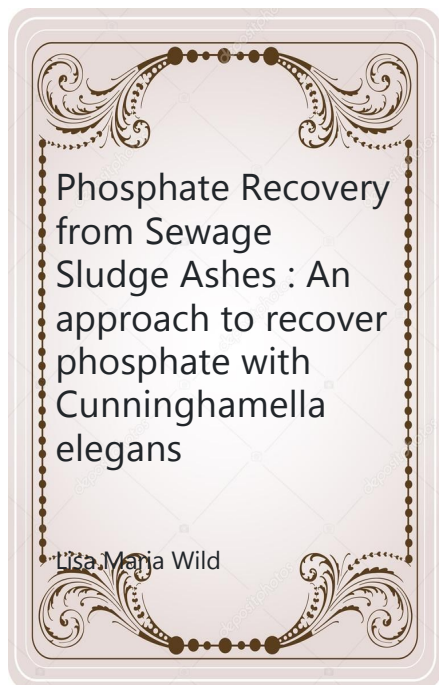 Phosphate Recovery
from Sewage
Sludge Ashes : An
approach to recover
phosphate with
Cunninghamella
elegans
Lisa Maria Wild